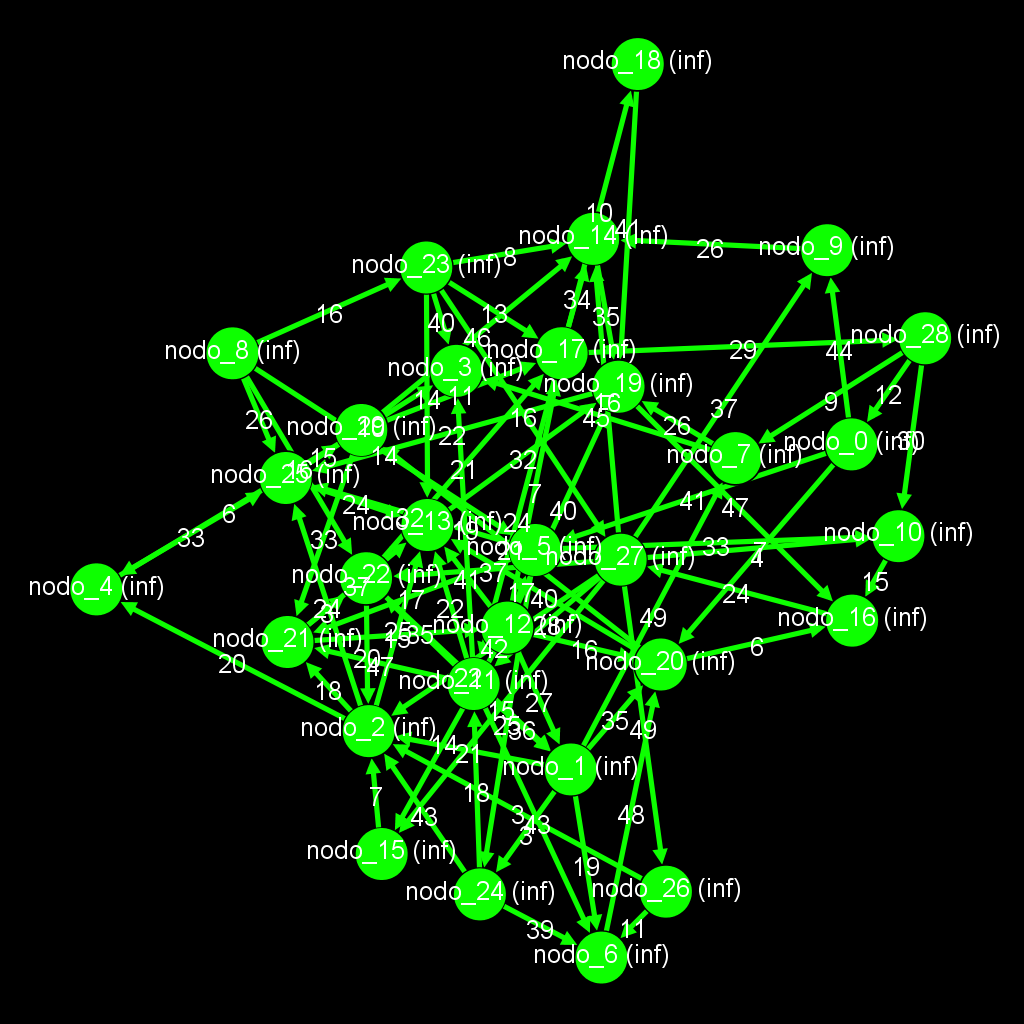 nodo_18 (inf)
10
41
nodo_14 (inf)
26
nodo_9 (inf)
8
nodo_23 (inf)
16
13
34
35
40
46
nodo_28 (inf)
nodo_8 (inf)
nodo_17 (inf)
29
44
nodo_3 (inf)
nodo_19 (inf)
12
9
14
11
16
37
26
16
45
26
22
30
nodo_0 (inf)
nodo_7 (inf)
15
14
32
21
nodo_25 (inf)
7
24
40
41
47
33
6
24
nodo_13 (inf)
nodo_10 (inf)
33
nodo_5 (inf)
33
nodo_27 (inf)
4
nodo_4 (inf)
nodo_22 (inf)
37
41
37
17
40
24
15
24
17
22
35
49
nodo_12 (inf)
nodo_16 (inf)
nodo_21 (inf)
42
16
6
nodo_20 (inf)
20
20
47
nodo_11 (inf)
18
15
27
36
35
49
nodo_2 (inf)
14
21
nodo_1 (inf)
7
18
43
3
43
3
48
nodo_15 (inf)
19
nodo_24 (inf)
nodo_26 (inf)
39
11
nodo_6 (inf)